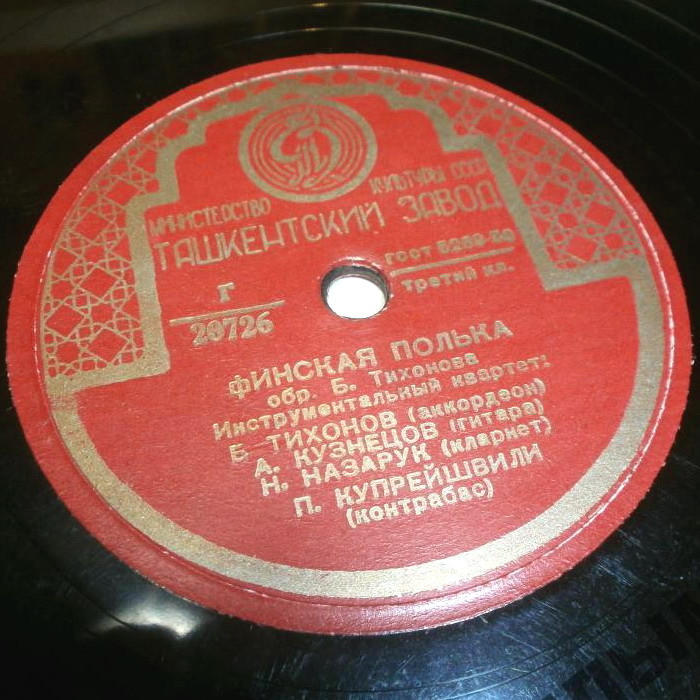 МИНИСТЕРСТВО КУЛЬТУРЫ СССР
ТАШКЕНТСКИЙ ЗАВОД
ГОСТ 5289-50
Третий кл.
Г
29726
ФИНСКАЯ ПОЛЬКА
обр. Б. Тихонова
Инструментальный квартет:
Б. ТИХОНОВ (аккордеон)
А. КУЗНЕЦОВ (гитара)
Н. НАЗАРУК (кларнет)
П. КУПРЕЙШВИЛИ
(контрабас)